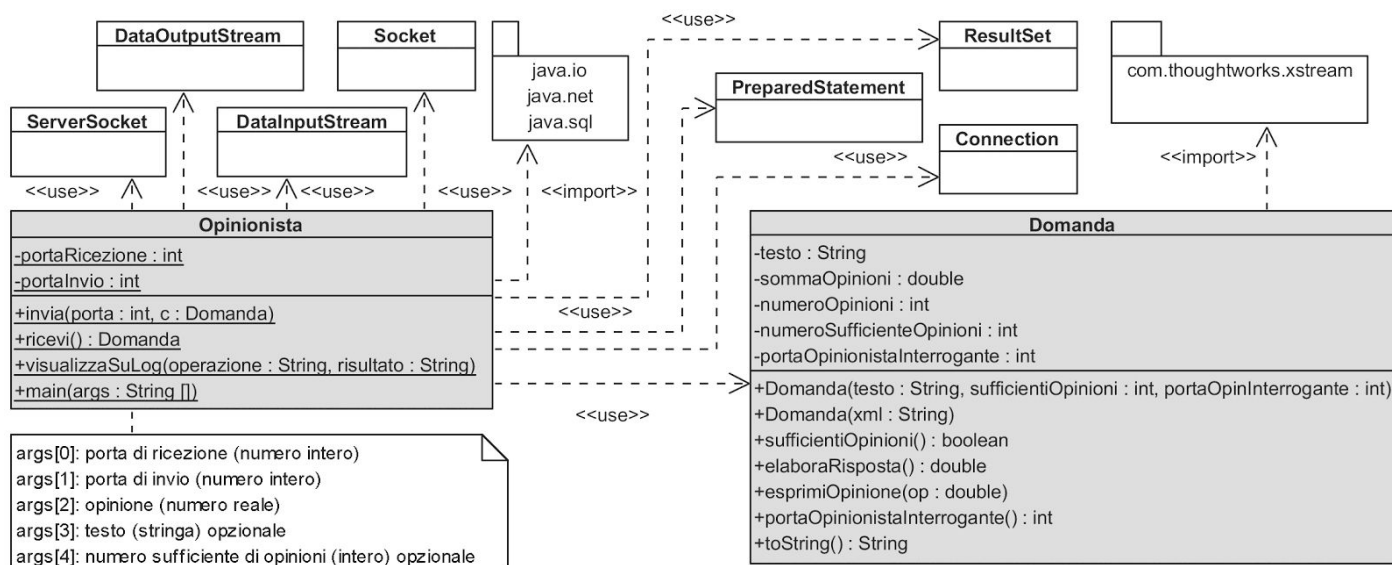 DataOutputStream
Socket
java.io
java.net
java.sql
<<use>>
ResultSet
com.thoughtworks.xstream
PreparedStatement
ServerSocket
DataInputStream
<<use>>
Connection
<<import>>
<<use>>
<<use>>
<<use>>
<<use>>
<<import>>
Opinionista
-portaRicezione : int
-portaInvio : int
+invia(porta : int, c : Domanda)
+ricevi() : Domanda
+visualizzaSuLog(operazione : String, risultato : String)
+main(args : String [])
<<use>>
<<use>>
Domanda
-testo : String
-sommaOpinioni : double
-numeroOpinioni : int
-numeroSufficienteOpinioni : int
-portaOpinionistaInterrogante : int
+Domanda(testo : String, sufficientiOpinioni : int, portaOpinInterrogante : int)
+Domanda(xml : String)
+sufficientiOpinioni() : boolean
+elaboraRisposta() : double
+esprimiOpinione(op : double)
+portaOpinionistaInterrogante() : int
+toString() : String
args[0]: porta di ricezione (numero intero)
args[1]: porta di invio (numero intero)
args[2]: opinione (numero reale)
args[3]: testo (stringa) opzionale
args[4]: numero sufficiente di opinioni (intero) opzionale